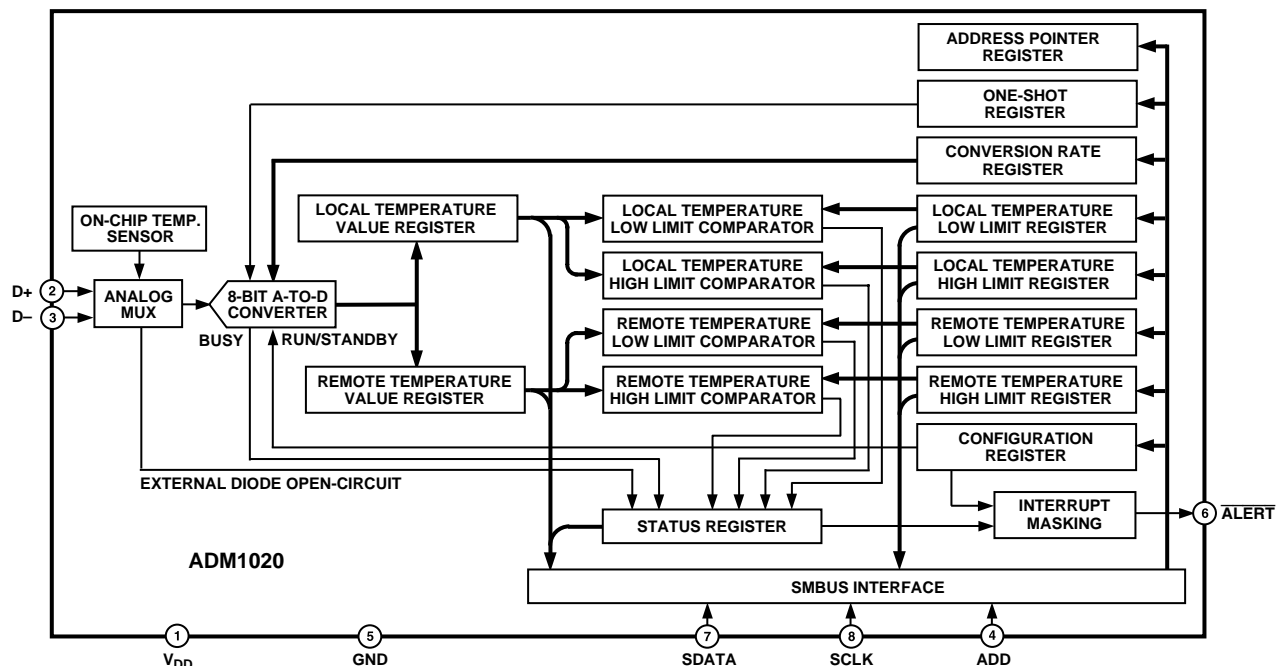 ADDRESS POINTER
REGISTER
ONE-SHOT
REGISTER
CONVERSION RATE
REGISTER
ON-CHIP TEMP.
SENSOR
LOCAL TEMPERATURE
VALUE REGISTER
LOCAL TEMPERATURE
LOW LIMIT COMPARATOR
LOCAL TEMPERATURE
LOW LIMIT REGISTER
LOCAL TEMPERATURE
HIGH LIMIT COMPARATOR
LOCAL TEMPERATURE
HIGH LIMIT REGISTER
D+
2
D–
3
ANALOG
MUX
8-BIT A-TO-D
CONVERTER
BUSY
RUN/STANDBY
REMOTE TEMPERATURE
LOW LIMIT COMPARATOR
REMOTE TEMPERATURE
LOW LIMIT REGISTER
REMOTE TEMPERATURE
VALUE REGISTER
REMOTE TEMPERATURE
HIGH LIMIT COMPARATOR
REMOTE TEMPERATURE
HIGH LIMIT REGISTER
CONFIGURATION
REGISTER
EXTERNAL DIODE OPEN-CIRCUIT
STATUS REGISTER
INTERRUPT
MASKING
6
ALERT
ADM1020
SMBUS INTERFACE
1
5
7
8
4
VDD
GND
SDATA
SCLK
ADD